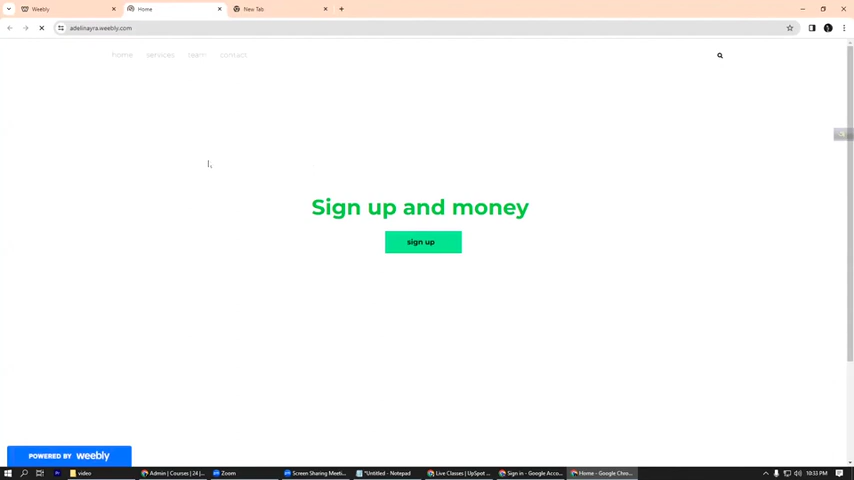 Weebly
Home
New Tab
adelinayra.weebly.com
home services team contact
Sign up and money
sign up
POWERED BY weebly
video
Admin | Courses | 24 j...
Zoom
Screen Sharing Meeti...
*Untitled - Notepad
Live Classes | UpSpot ...
Sign in - Google Acco...
Home - Google Chro...
10:33 PM